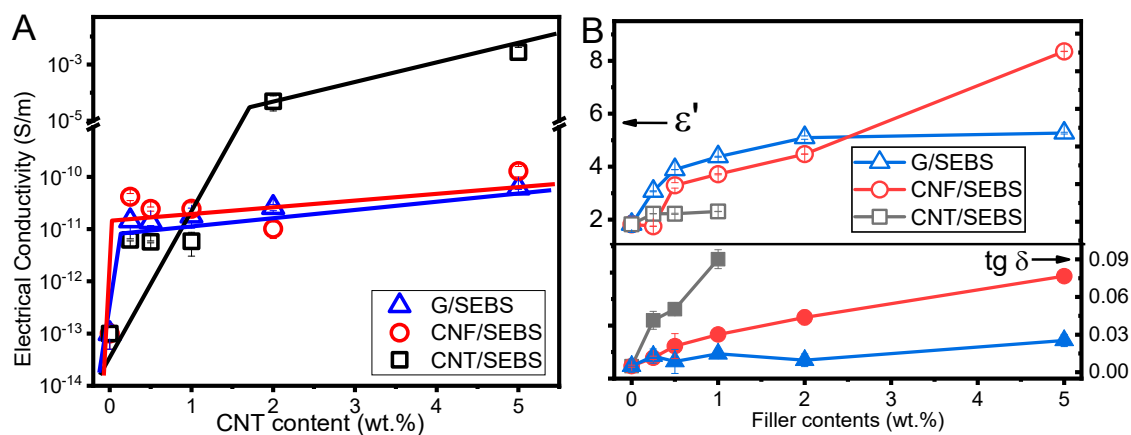 A
Electrical Conductivity (S/m)
10⁻³
10⁻⁵
10⁻¹⁰
10⁻¹¹
10⁻¹²
10⁻¹³
10⁻¹⁴
G/SEBS
CNF/SEBS
CNT/SEBS
0 1 2 3 4 5
CNT content (wt.%)
B
8
6
4
2
ε'
G/SEBS
CNF/SEBS
CNT/SEBS
tg δ
0.09
0.06
0.03
0.00
0 1 2 3 4 5
Filler contents (wt.%)